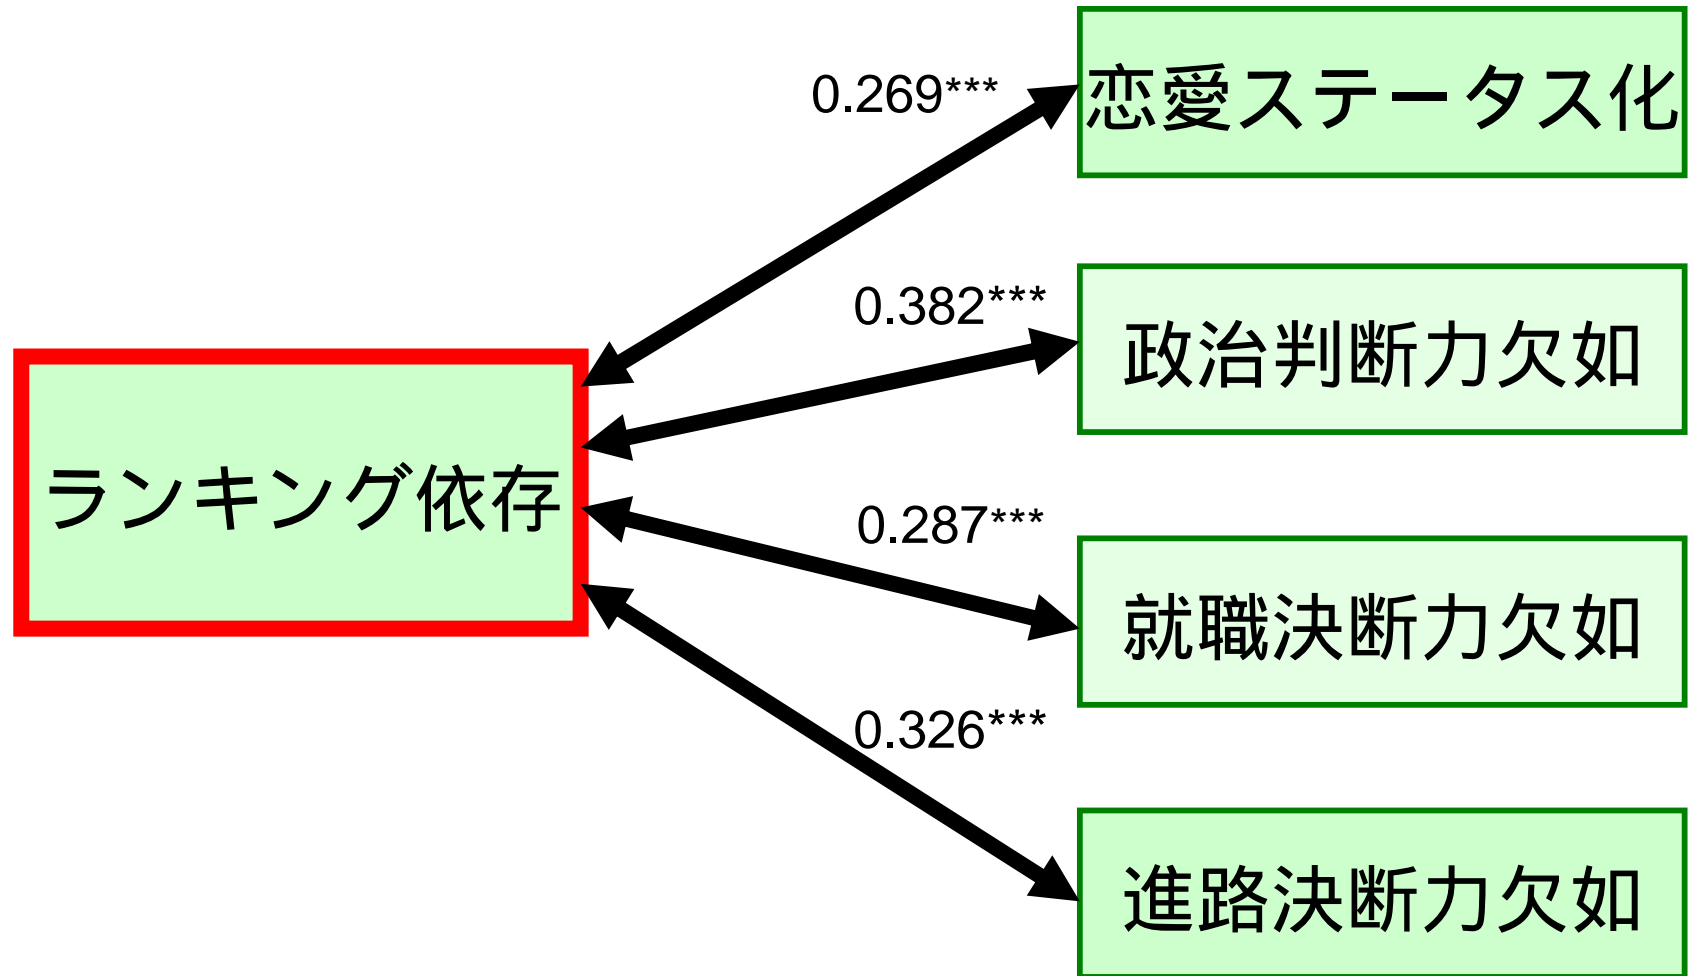 0.269***
恋愛ステータス化
0.382***
政治判断力欠如
ランキング依存
0.287***
就職決断力欠如
0.326***
進路決断力欠如